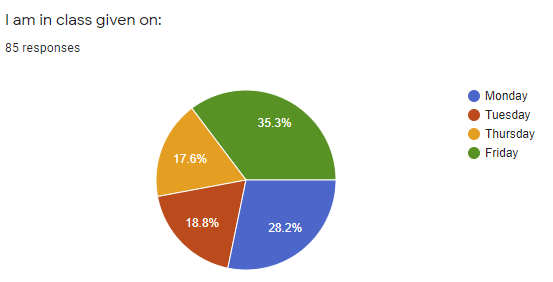 I am in class given on:
85 responses
35.3%
17.6%
18.8%
28.2%
Monday
Tuesday
Thursday
Friday